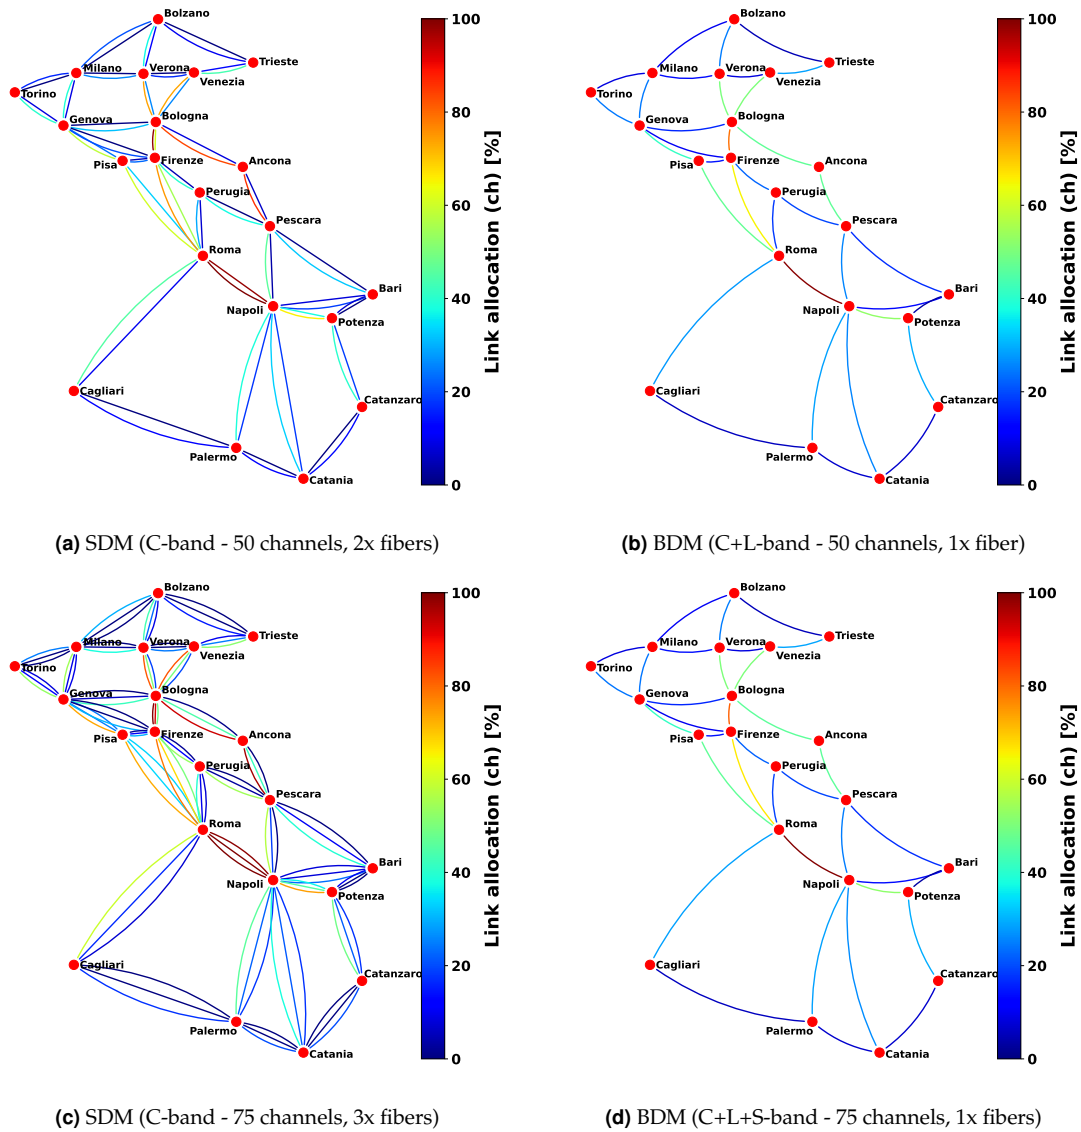 Bolzano
Milano
Verona
Trieste
Venezia
Torino
Genova
Bologna
Pisa
Firenze
Ancona
Perugia
Pescara
Roma
Bari
Napoli
Potenza
Cagliari
Catanzaro
Palermo
Catania
100
80
60
40
20
0
Link allocation (ch) [%]
(a) SDM (C-band - 50 channels, 2x fibers)
Bolzano
Milano
Verona
Trieste
Venezia
Torino
Genova
Bologna
Pisa
Firenze
Ancona
Perugia
Pescara
Roma
Bari
Napoli
Potenza
Cagliari
Catanzaro
Palermo
Catania
100
80
60
40
20
0
Link allocation (ch) [%]
(b) BDM (C+L-band - 50 channels, 1x fiber)
Bolzano
Milano
Verona
Trieste
Venezia
Torino
Genova
Bologna
Pisa
Firenze
Ancona
Perugia
Pescara
Roma
Bari
Napoli
Potenza
Cagliari
Catanzaro
Palermo
Catania
100
80
60
40
20
0
Link allocation (ch) [%]
(c) SDM (C-band - 75 channels, 3x fibers)
Bolzano
Milano
Verona
Trieste
Venezia
Torino
Genova
Bologna
Pisa
Firenze
Ancona
Perugia
Pescara
Roma
Bari
Napoli
Potenza
Cagliari
Catanzaro
Palermo
Catania
100
80
60
40
20
0
Link allocation (ch) [%]
(d) BDM (C+L+S-band - 75 channels, 1x fibers)